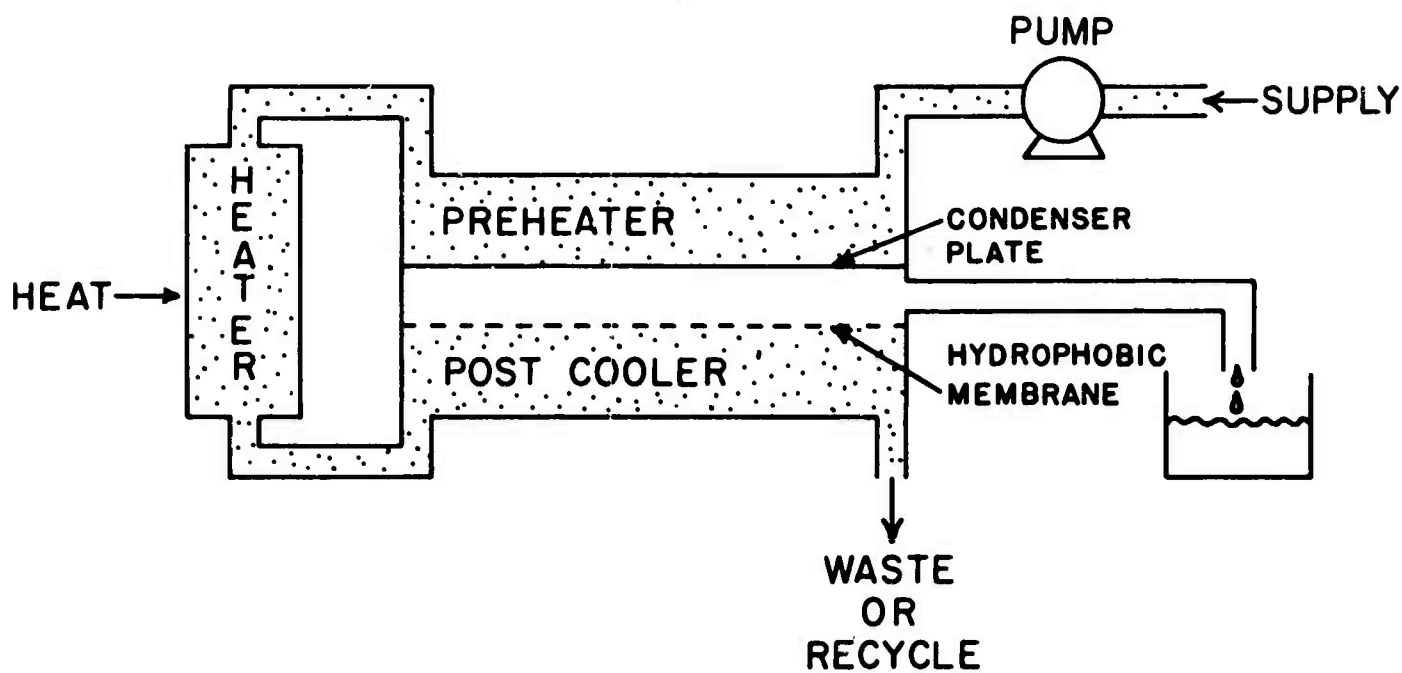 PUMP
SUPPLY
HEATER
PREHEATER
CONDENSER
PLATE
HEAT
POST COOLER
HYDROPHOBIC
MEMBRANE
WASTE
OR
RECYCLE